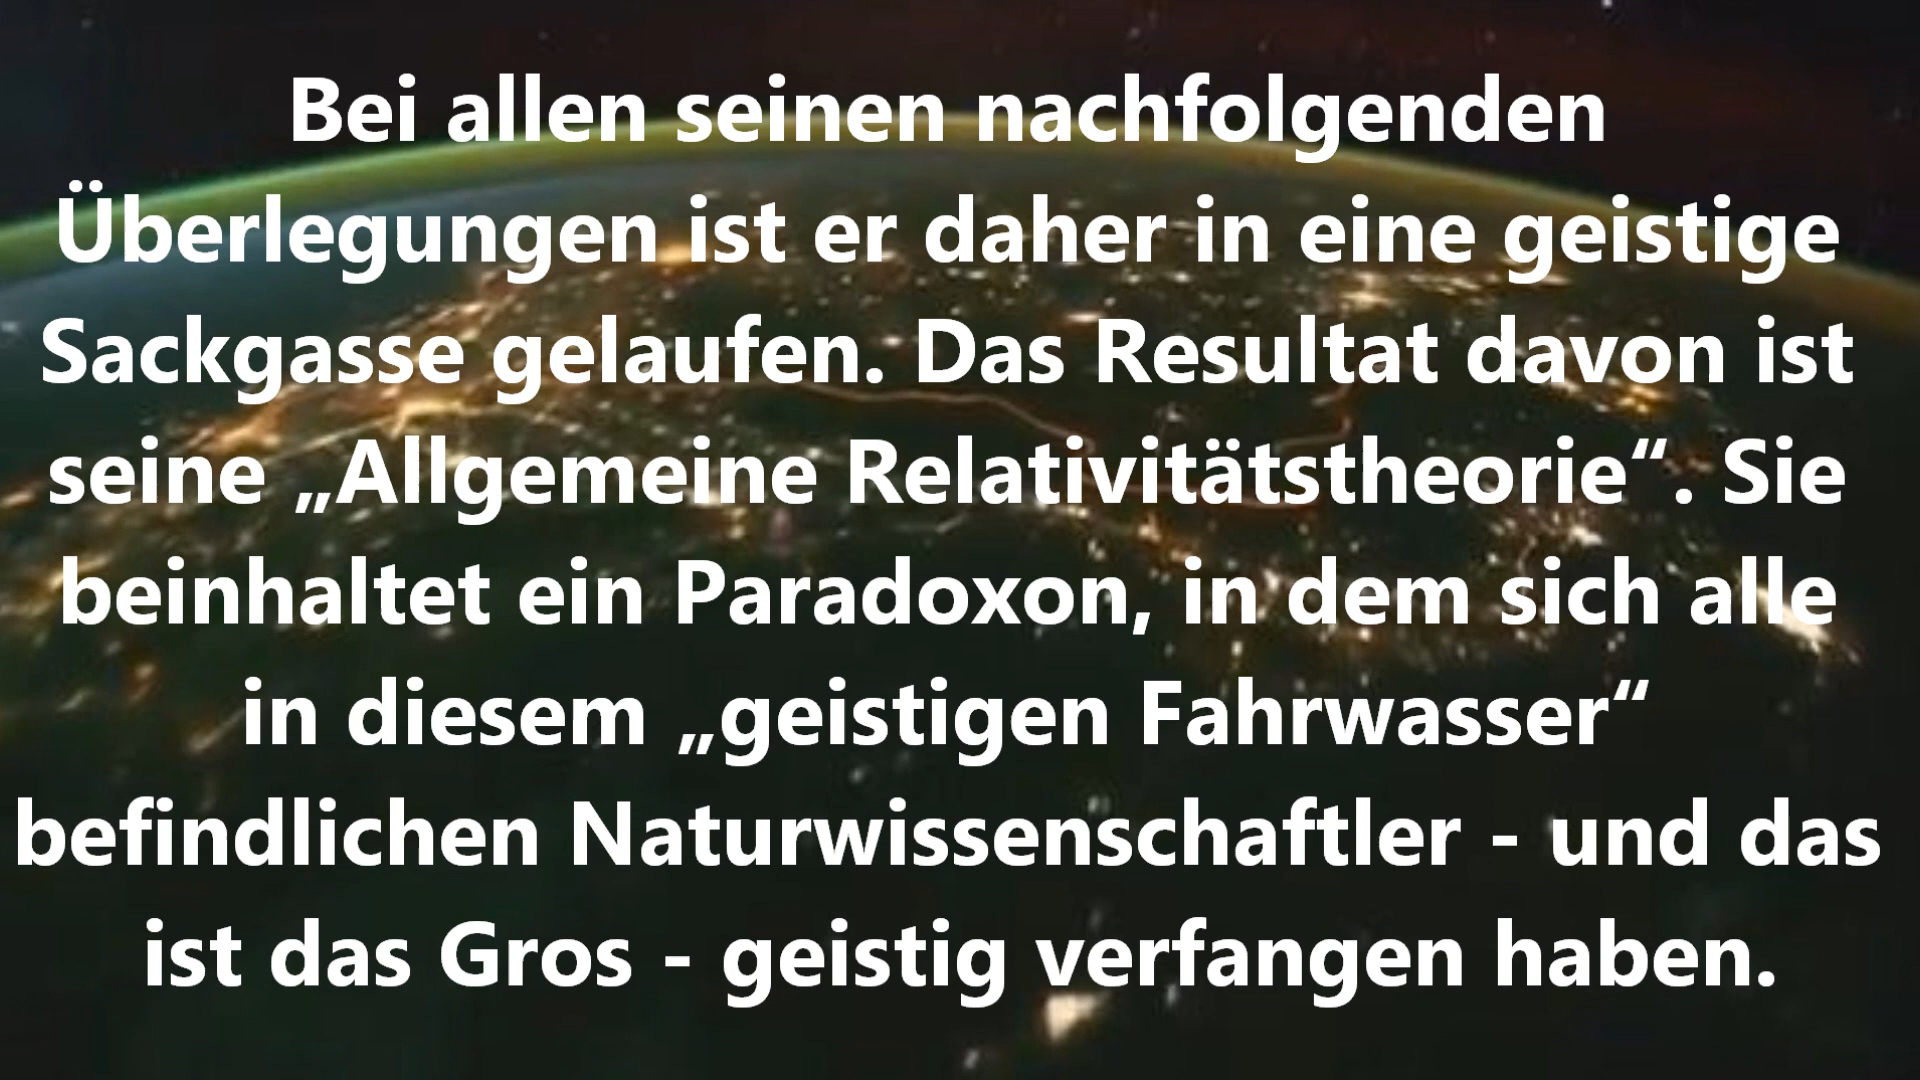 Bei allen seinen nachfolgenden
Überlegungen ist er daher in eine geistige
Sackgasse gelaufen. Das Resultat davon ist
seine „Allgemeine Relativitätstheorie“. Sie
beinhaltet ein Paradoxon, in dem sich alle
in diesem „geistigen Fahrwasser“
befindlichen Naturwissenschaftler - und das
ist das Gros - geistig verfangen haben.